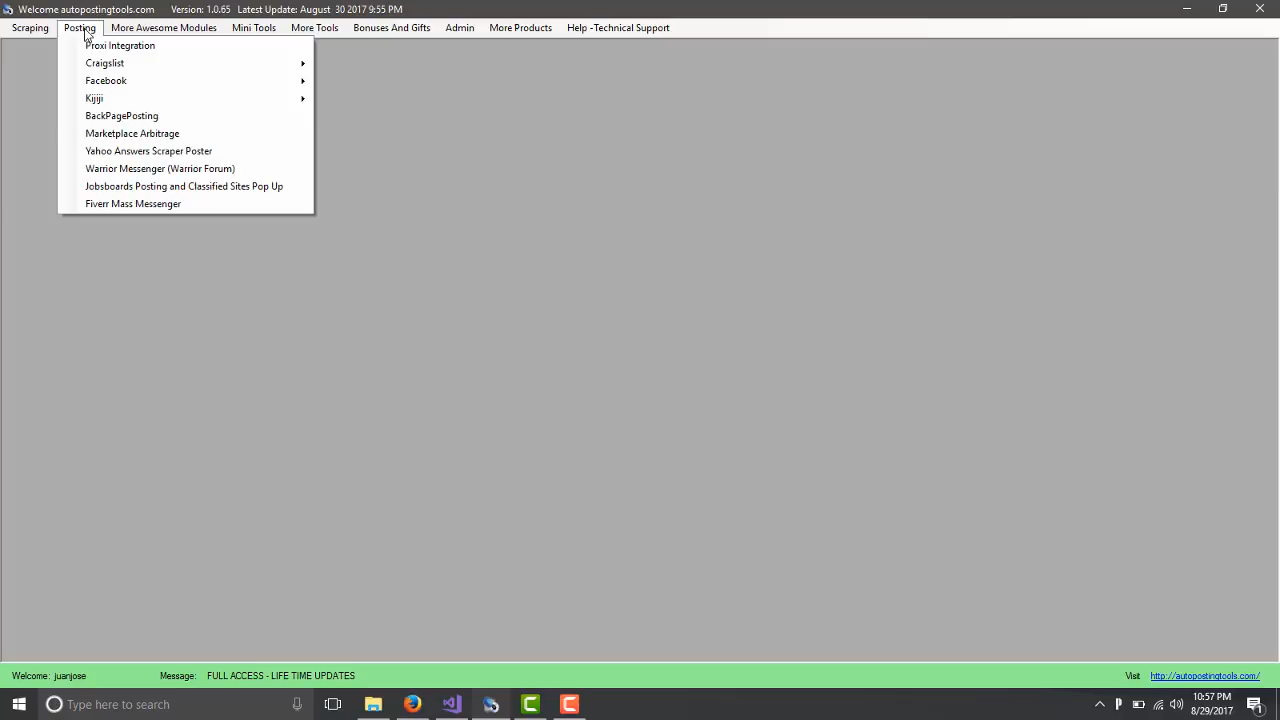 Welcome autopostingtools.com Version: 1.0.65 Latest Update: August 30 2017 9:55 PM
Scraping Posting More Awesome Modules Mini Tools More Tools Bonuses And Gifts Admin More Products Help -Technical Support
Proxi Integration
Craigslist
Facebook
Kijiji
BackPagePosting
Marketplace Arbitrage
Yahoo Answers Scraper Poster
Warrior Messenger (Warrior Forum)
Jobsboards Posting and Classified Sites Pop Up
Fiverr Mass Messenger
Welcome: juanjose Message: FULL ACCESS - LIFE TIME UPDATES Visit http://autopostingtools.com/
Type here to search
10:57 PM
8/29/2017